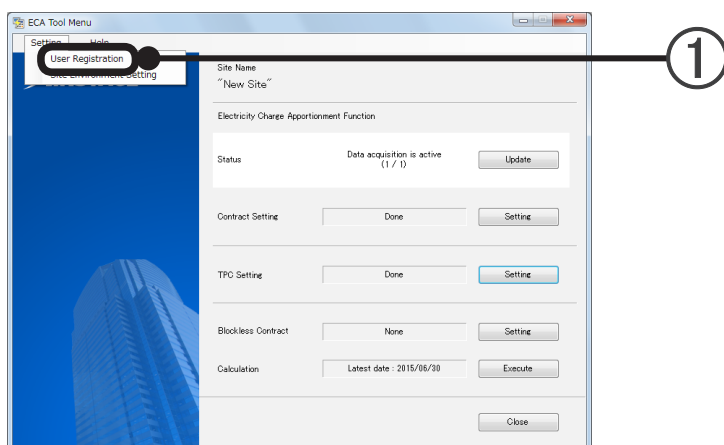 ECA Tool Menu
Setting Help
User Registration
Site Environment Setting
Site Name
"New Site"
Electricity Charge Apportionment Function
Status
Data acquisition is active
(1 / 1)
Update
Contract Setting
Done
Setting
TPC Setting
Done
Setting
Blockless Contract
None
Setting
Calculation
Latest date : 2015/06/30
Execute
Close
1